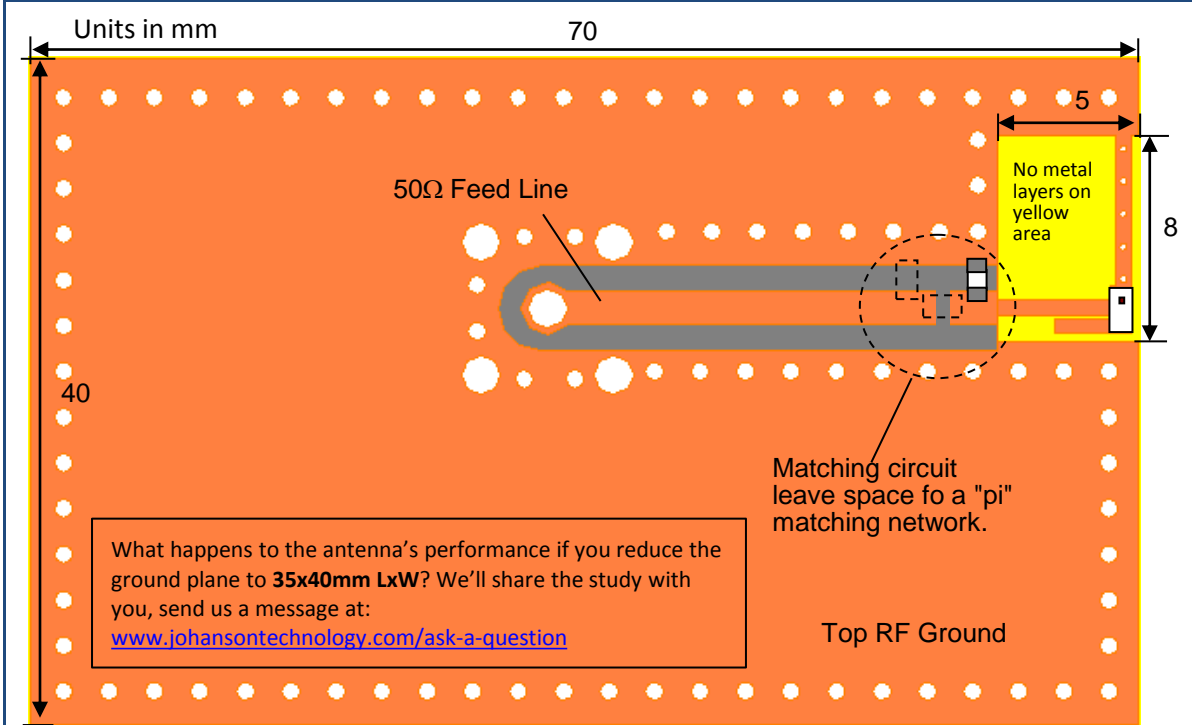 Units in mm
70
5
No metal
layers on
yellow
area
8
50Ω Feed Line
40
Matching circuit
leave space fo a "pi"
matching network.
What happens to the antenna’s performance if you reduce the
ground plane to 35x40mm LxW? We’ll share the study with
you, send us a message at:
www.johansontechnology.com/ask-a-question
Top RF Ground